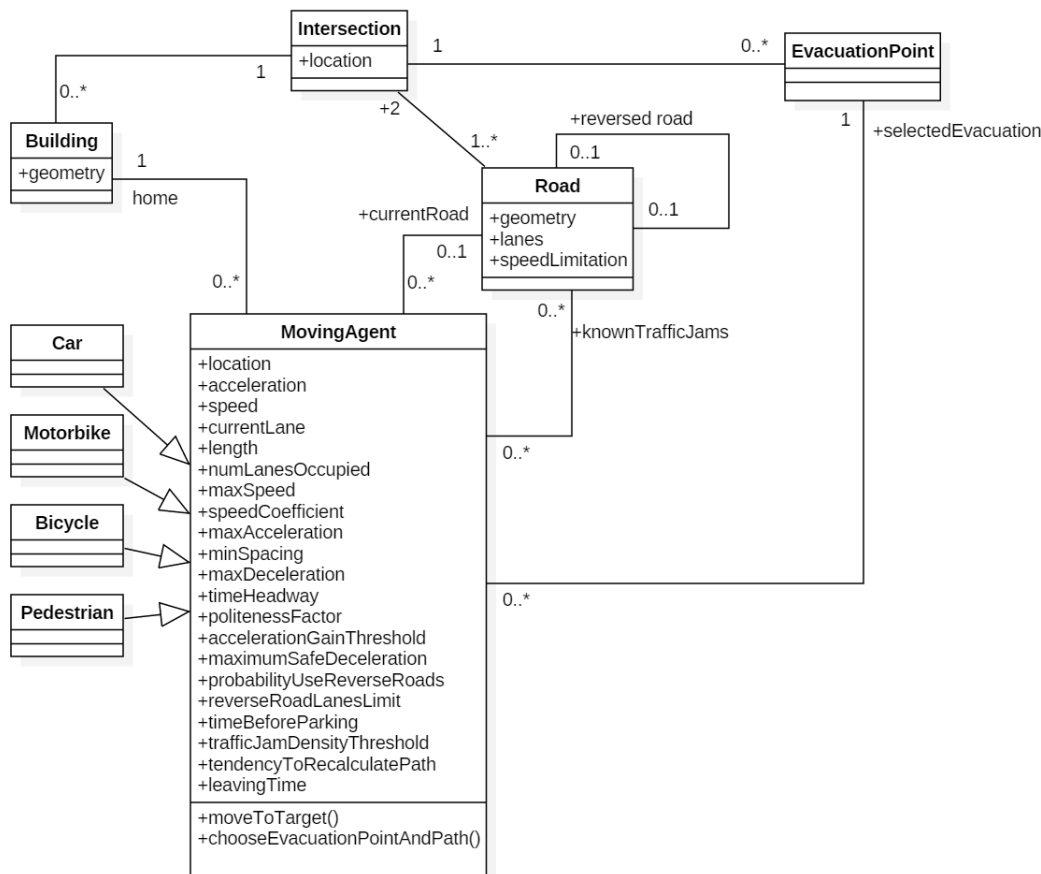 Intersection
+location
1
0..*
EvacuationPoint
1
0..*
+2
1
+selectedEvacuation
+reversed road
0..1
1..*
Building
+geometry
1
home
Road
+geometry
+lanes
+speedLimitation
0..1
+currentRoad
0..1
0..*
0..*
0..*
+knownTrafficJams
MovingAgent
+location
+acceleration
+speed
+currentLane
+length
+numLanesOccupied
+maxSpeed
+speedCoefficient
+maxAcceleration
+minSpacing
+maxDeceleration
+timeHeadway
+politenessFactor
+accelerationGainThreshold
+maximumSafeDeceleration
+probabilityUseReverseRoads
+reverseRoadLanesLimit
+timeBeforeParking
+trafficJamDensityThreshold
+tendencyToRecalculatePath
+leavingTime
+moveToTarget()
+chooseEvacuationPointAndPath()
Car
Motorbike
Bicycle
Pedestrian
0..*
0..*